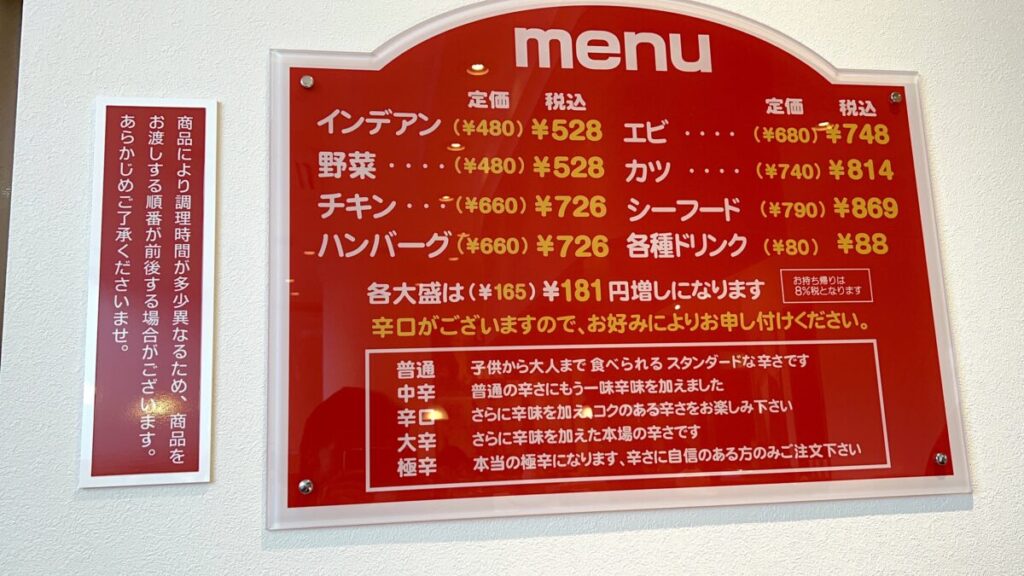 menu
定価 税込 定価 税込
インデアン (¥480) ¥528 エビ ···· (¥680) ¥748
野菜 ···· (¥480) ¥528 カツ ···· (¥740) ¥814
チキン ··· (¥660) ¥726 シーフード (¥790) ¥869
ハンバーグ (¥660) ¥726 各種ドリンク (¥80) ¥88
各大盛は(¥165) ¥181円増しになります
お持ち帰りは
8%税となります
辛口がございますので、お好みによりお申し付けください。
普通 子供から大人まで 食べられる スタンダードな辛さです
中辛 普通の辛さにもう一味辛味を加えました
辛口 さらに辛味を加え、コクのある辛さをお楽しみ下さい
大辛 さらに辛味を加えた本場の辛さです
極辛 本当の極辛になります、辛さに自信のある方のみご注文下さい
商品により調理時間が多少異なるため、商品を
お渡しする順番が前後する場合がございます。
あらかじめご了承くださいませ。